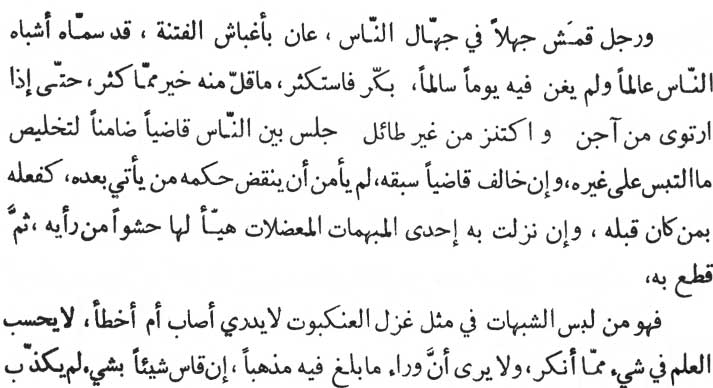 ورجل قمَش جهلاً في جهّال النّاس، عان بأغباش الفتنة، قد سمّاه أشباه
النّاس عالماً ولم يغن فيه يوماً سالماً، بكّر فاستكثر، ماقلّ منه خير ممّا كثر، حتّى إذا
ارتوى من آجن و اكتنز من غير طائل جلس بين النّاس قاضياً ضامناً لتخليص
ما التبس على غيره، وإن خالف قاضياً سبقه، لم يأمن أن ينقض حكمه من يأتي بعده، كفعله
بمن كان قبله، وإن نزلت به إحدى المبهمات المعضلات هيّأ لها حشواً من رأيه، ثمَّ
قطع به،
فهو من لبس الشبهات في مثل غزل العنكبوت لايدري أصاب أم أخطأ، لايحسب
العلم في شيء ممّا أنكر، ولا يرى أنَّ وراء مابلغ فيه مذهباً، إن قاس شيئاً بشيء لم يكذّب